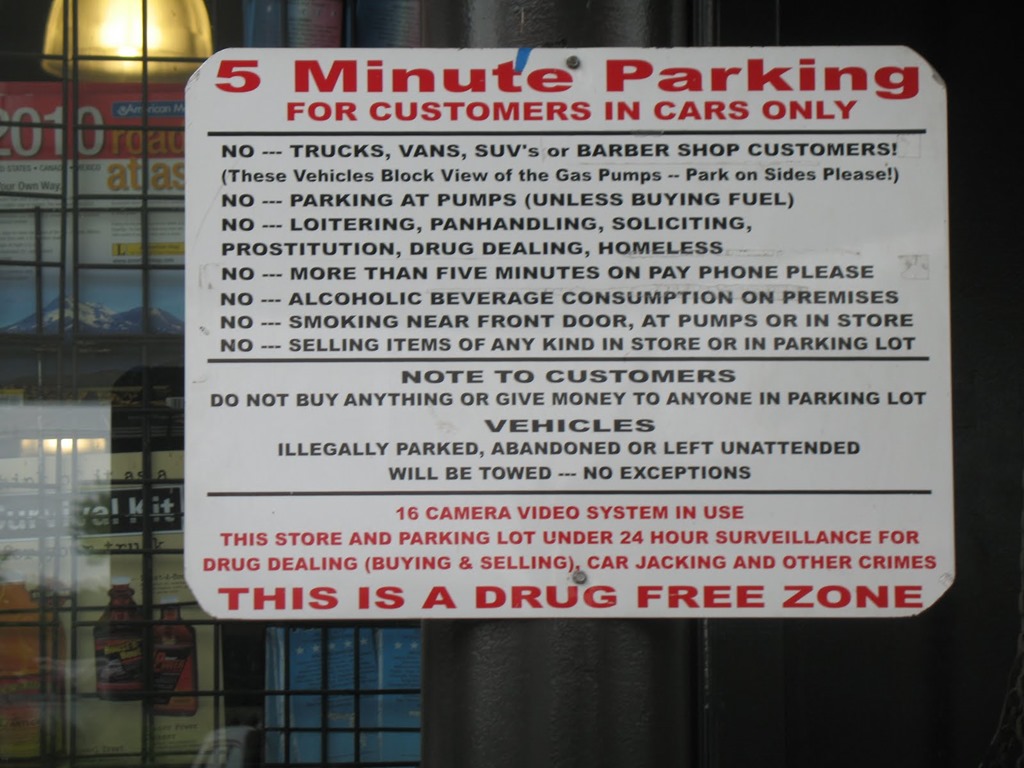 5 Minute Parking
FOR CUSTOMERS IN CARS ONLY
NO --- TRUCKS, VANS, SUV's or BARBER SHOP CUSTOMERS!
(These Vehicles Block View of the Gas Pumps -- Park on Sides Please!)
NO --- PARKING AT PUMPS (UNLESS BUYING FUEL)
NO --- LOITERING, PANHANDLING, SOLICITING,
PROSTITUTION, DRUG DEALING, HOMELESS
NO --- MORE THAN FIVE MINUTES ON PAY PHONE PLEASE
NO --- ALCOHOLIC BEVERAGE CONSUMPTION ON PREMISES
NO --- SMOKING NEAR FRONT DOOR, AT PUMPS OR IN STORE
NO --- SELLING ITEMS OF ANY KIND IN STORE OR IN PARKING LOT
NOTE TO CUSTOMERS
DO NOT BUY ANYTHING OR GIVE MONEY TO ANYONE IN PARKING LOT
VEHICLES
ILLEGALLY PARKED, ABANDONED OR LEFT UNATTENDED
WILL BE TOWED --- NO EXCEPTIONS
16 CAMERA VIDEO SYSTEM IN USE
THIS STORE AND PARKING LOT UNDER 24 HOUR SURVEILLANCE FOR
DRUG DEALING (BUYING & SELLING), CAR JACKING AND OTHER CRIMES
THIS IS A DRUG FREE ZONE
American M
2010 road
atlas
Your Own Way
Survival Kit